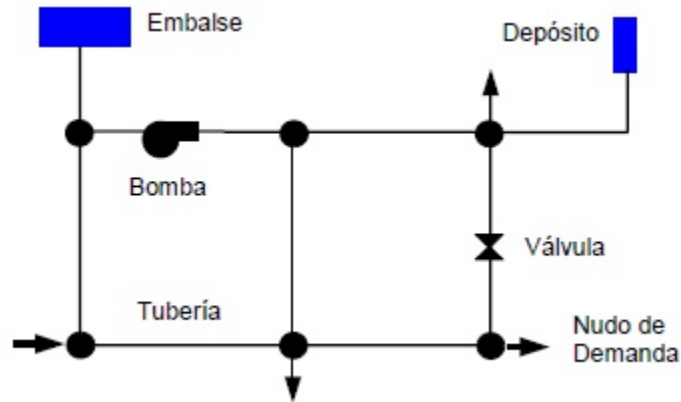 Embalse
Depósito
Bomba
Válvula
Tubería
Nudo de
Demanda